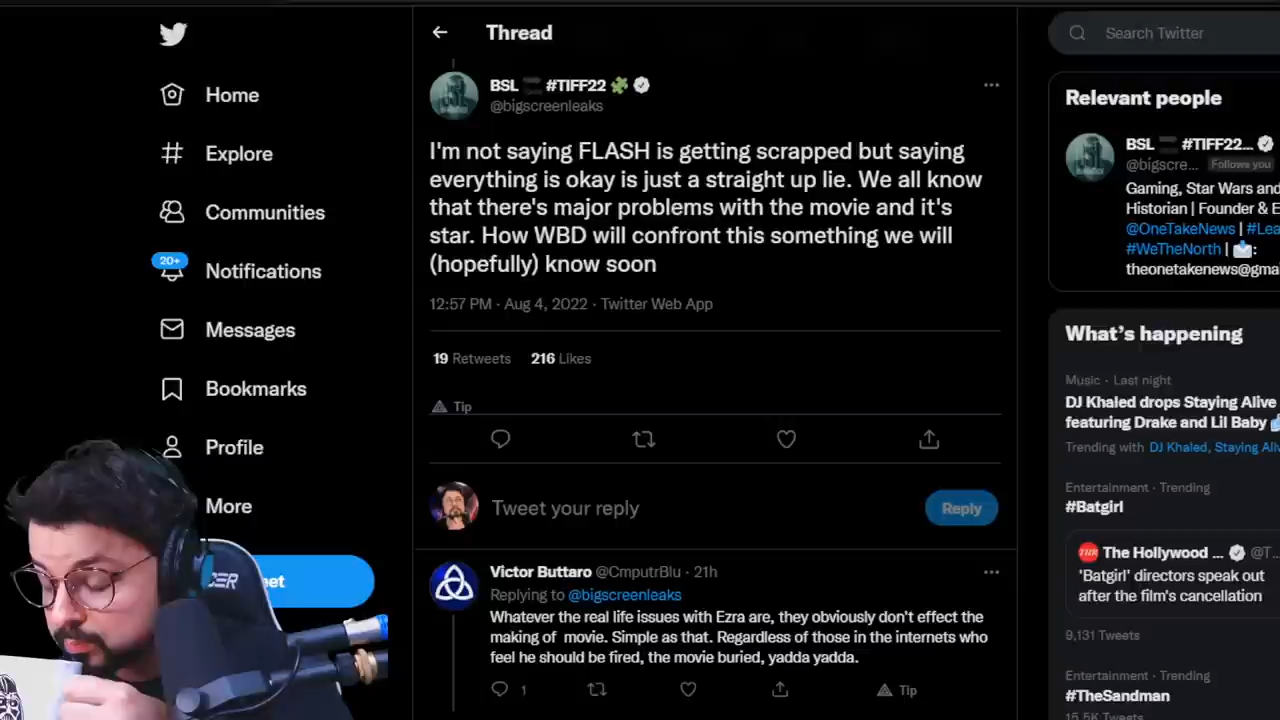 Home
Explore
Communities
20+
Notifications
Messages
Bookmarks
Profile
More
Thread
BSL #TIFF22
@bigscreenleaks
I'm not saying FLASH is getting scrapped but saying
everything is okay is just a straight up lie. We all know
that there's major problems with the movie and it's
star. How WBD will confront this something we will
(hopefully) know soon
12:57 PM · Aug 4, 2022 · Twitter Web App
19 Retweets 216 Likes
Tip
Tweet your reply
Reply
Victor Buttaro @CmputrBlu · 21h
Replying to @bigscreenleaks
Whatever the real life issues with Ezra are, they obviously don't effect the
making of movie. Simple as that. Regardless of those in the internets who
feel he should be fired, the movie buried, yadda yadda.
1
Tip
Search Twitter
Relevant people
BSL #TIFF22...
@bigscre... Follows you
Gaming, Star Wars and
Historian | Founder & E
@OneTakeNews | #Lea
#WeTheNorth | :
theonetakenews@gma
What's happening
Music · Last night
DJ Khaled drops Staying Alive
featuring Drake and Lil Baby
Trending with DJ Khaled, Staying Aliv
Entertainment · Trending
#Batgirl
THR The Hollywood ... @T...
'Batgirl' directors speak out
after the film's cancellation
9,131 Tweets
Entertainment · Trending
#TheSandman
15.5K Tweets